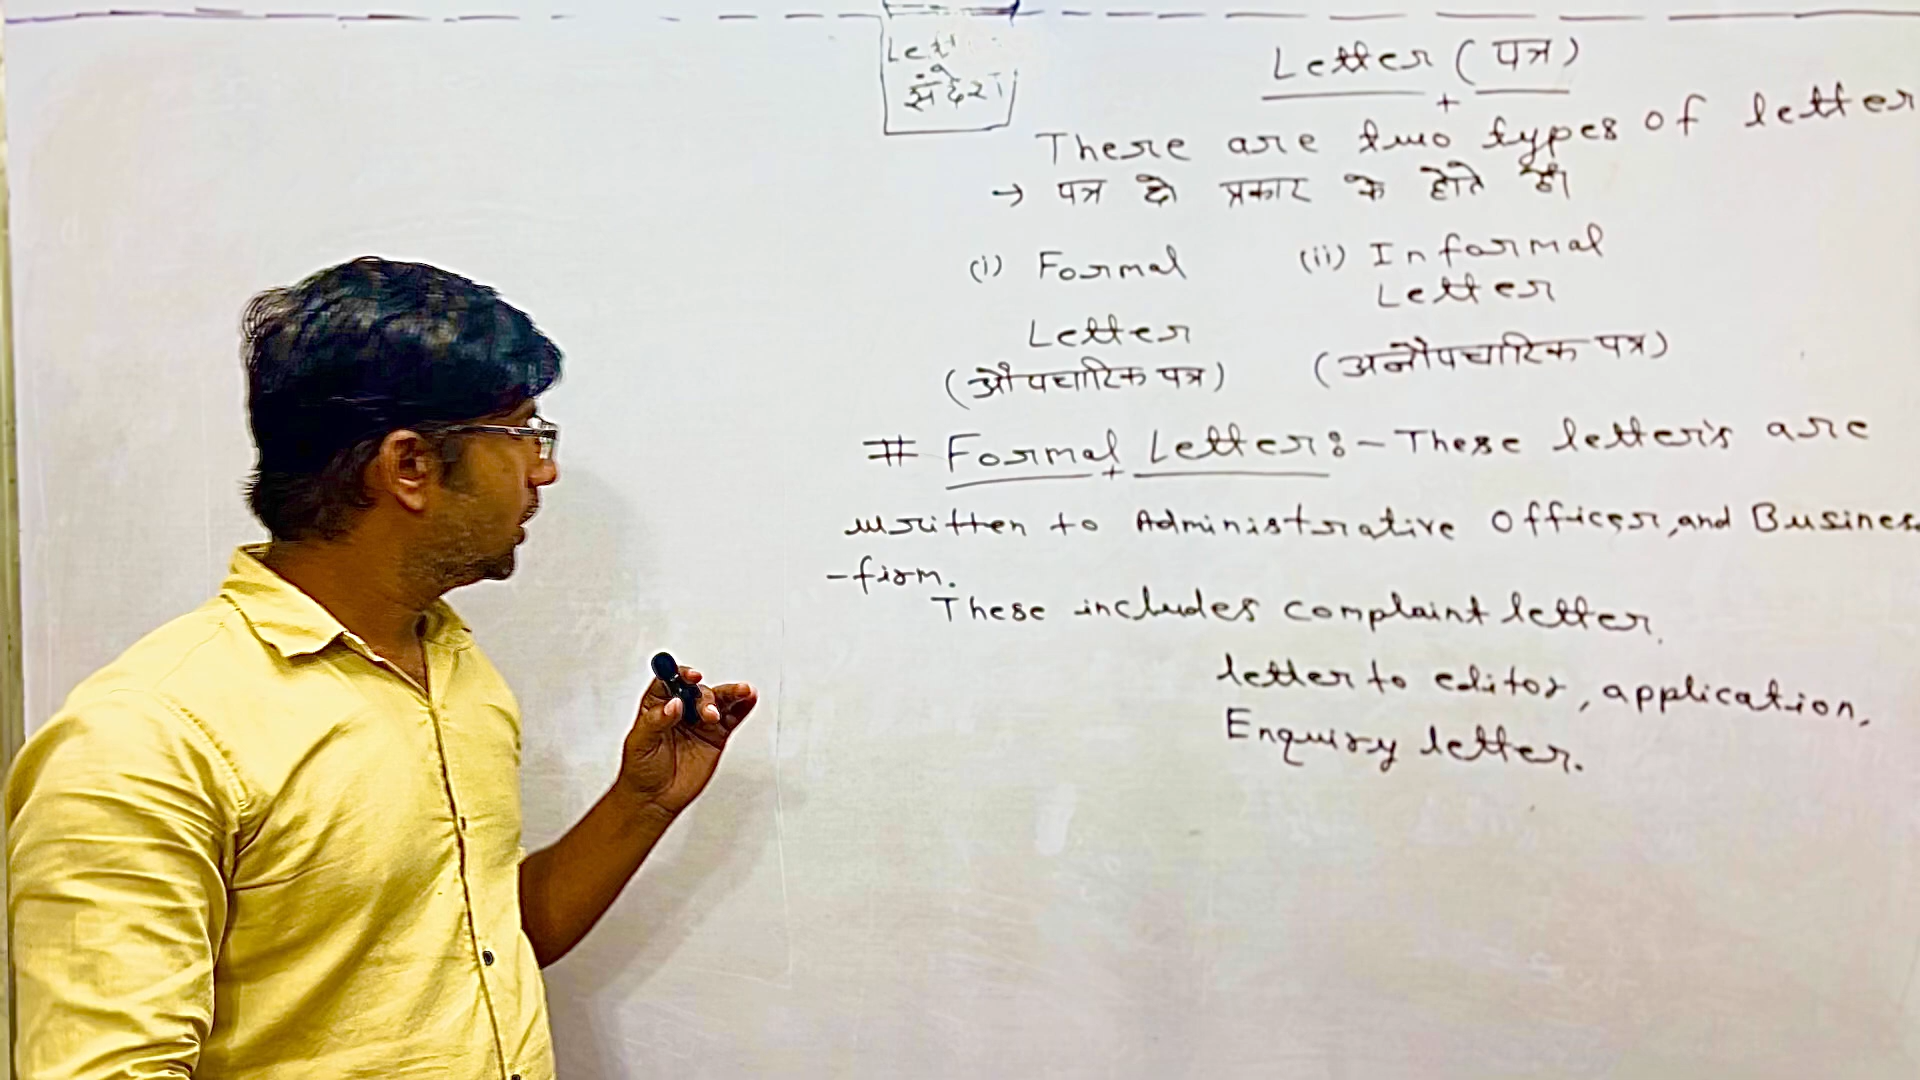 संदेश
Letter (पत्र)
There are two types of letter
→ पत्र दो प्रकार के होते हैं।
(i) Formal Letter
(औपचारिक पत्र)
(ii) Informal Letter
(अनौपचारिक पत्र)
# Formal Letter :- These letter's are
written to Administrative Officer, and Business
-firm.
These includes complaint letter,
letter to editor, application,
Enquiry letter.